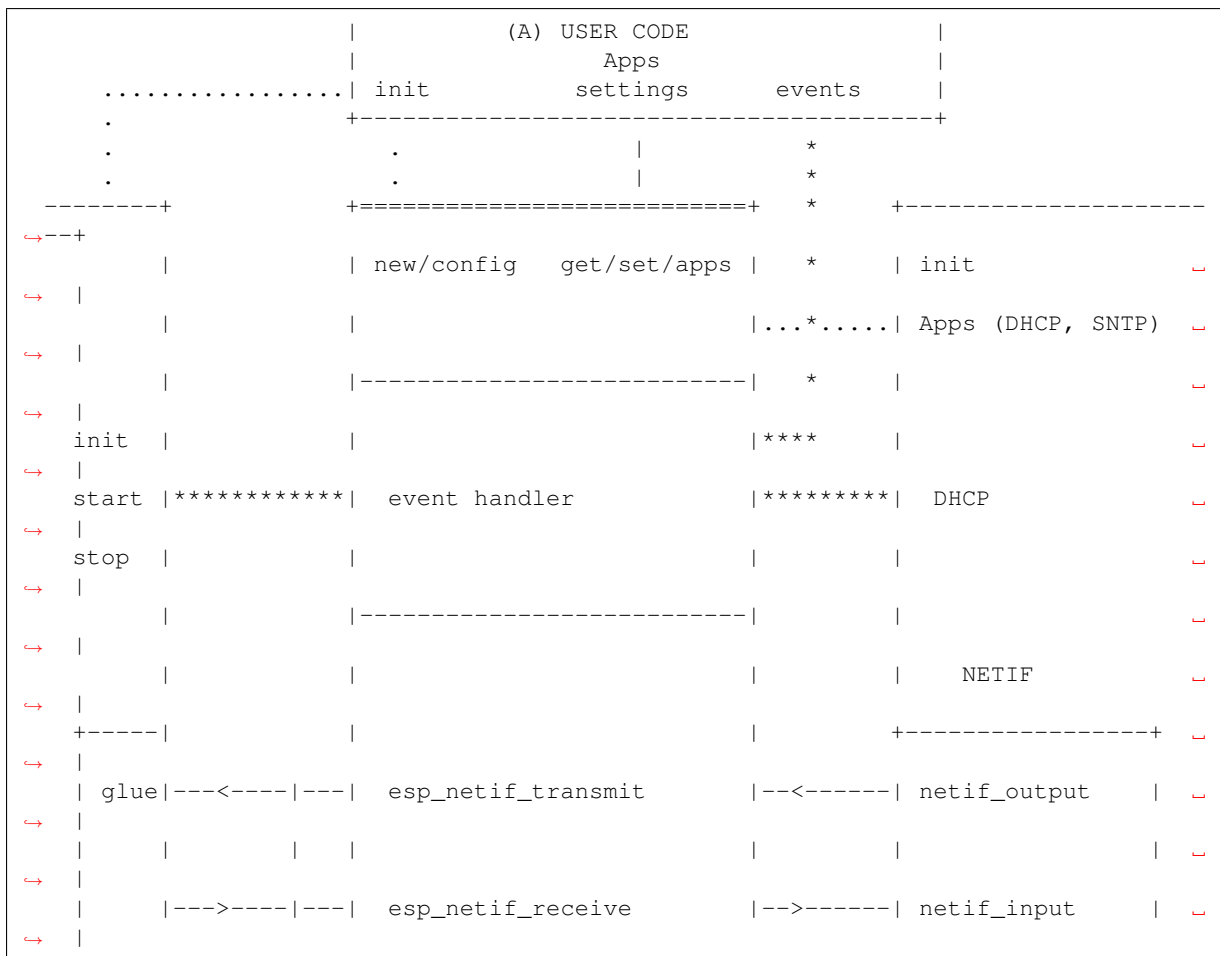 |          (A) USER CODE                 |
|                 Apps                   |
.................| init          settings      events     |
.                +----------------------------------------+
.                   .                |           *
.                   .                |           *
--------+            +===========================+   *     +---------------------
↪--+
|            | new/config   get/set/apps |   *     | init                ␣
↪  |
|            |                           |...*.....| Apps (DHCP, SNTP)  ␣
↪  |
|            |---------------------------|   *     |                    ␣
↪  |
init  |            |                           |****     |                    ␣
↪  |
start |************|  event handler            |*********|  DHCP              ␣
↪  |
stop  |            |                           |         |                    ␣
↪  |
|            |---------------------------|         |                    ␣
↪  |
|            |                           |         |    NETIF           ␣
↪  |
+-----|            |                           |         +-----------------+  ␣
↪  |
| glue|---<----|---|  esp_netif_transmit       |--<------| netif_output    |  ␣
↪  |
|     |        |   |                           |         |                 |  ␣
↪  |
|     |--->----|---|  esp_netif_receive        |-->------| netif_input     |  ␣
↪  |